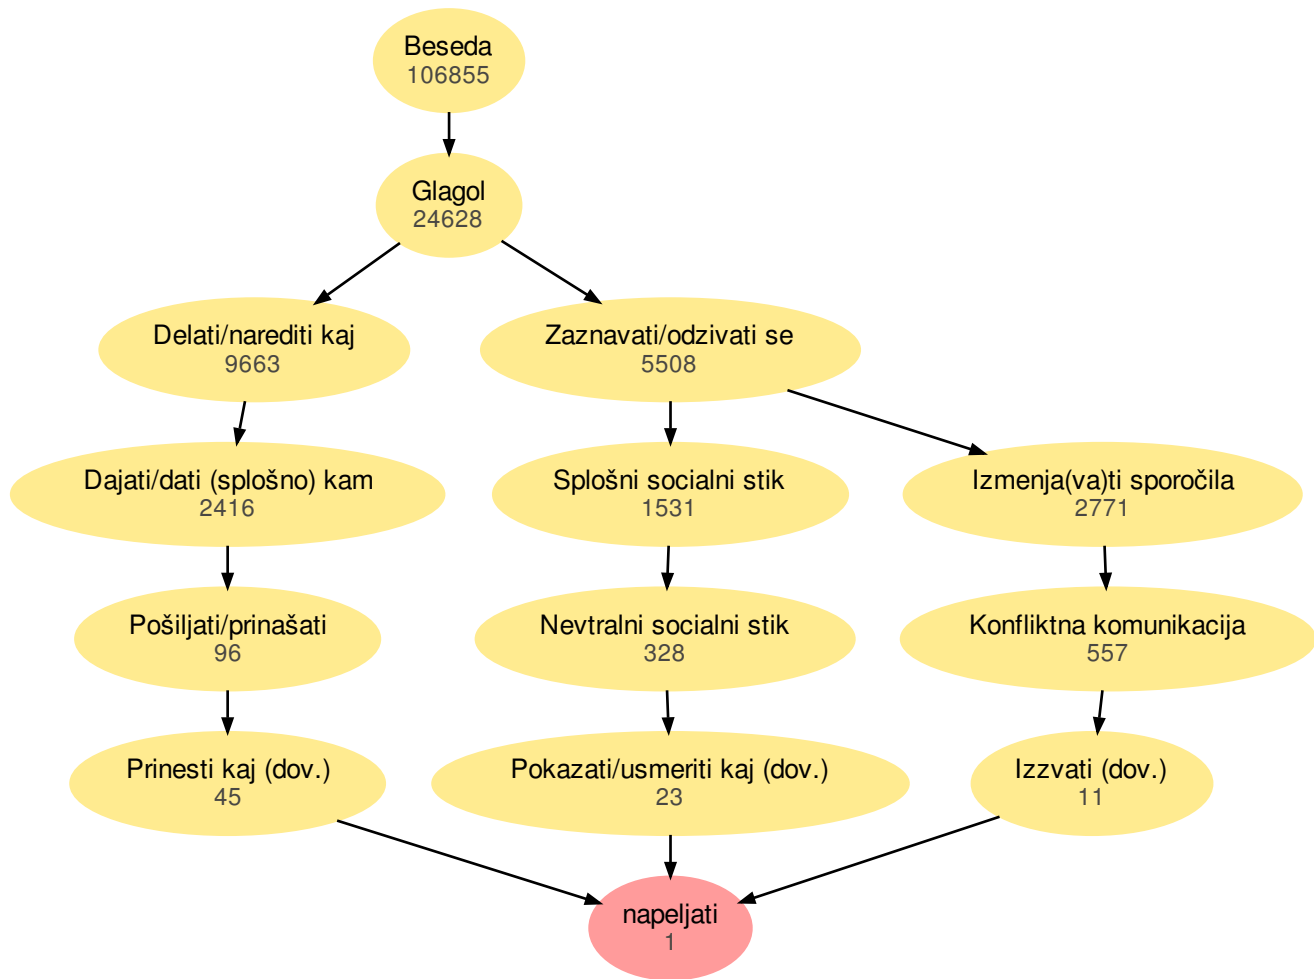 Beseda
106855
Glagol
24628
Delati/narediti kaj
9663
Zaznavati/odzivati se
5508
Dajati/dati (splošno) kam
2416
Splošni socialni stik
1531
Izmenja(va)ti sporočila
2771
Pošiljati/prinašati
96
Nevtralni socialni stik
328
Konfliktna komunikacija
557
Prinesti kaj (dov.)
45
Pokazati/usmeriti kaj (dov.)
23
Izzvati (dov.)
11
napeljati
1